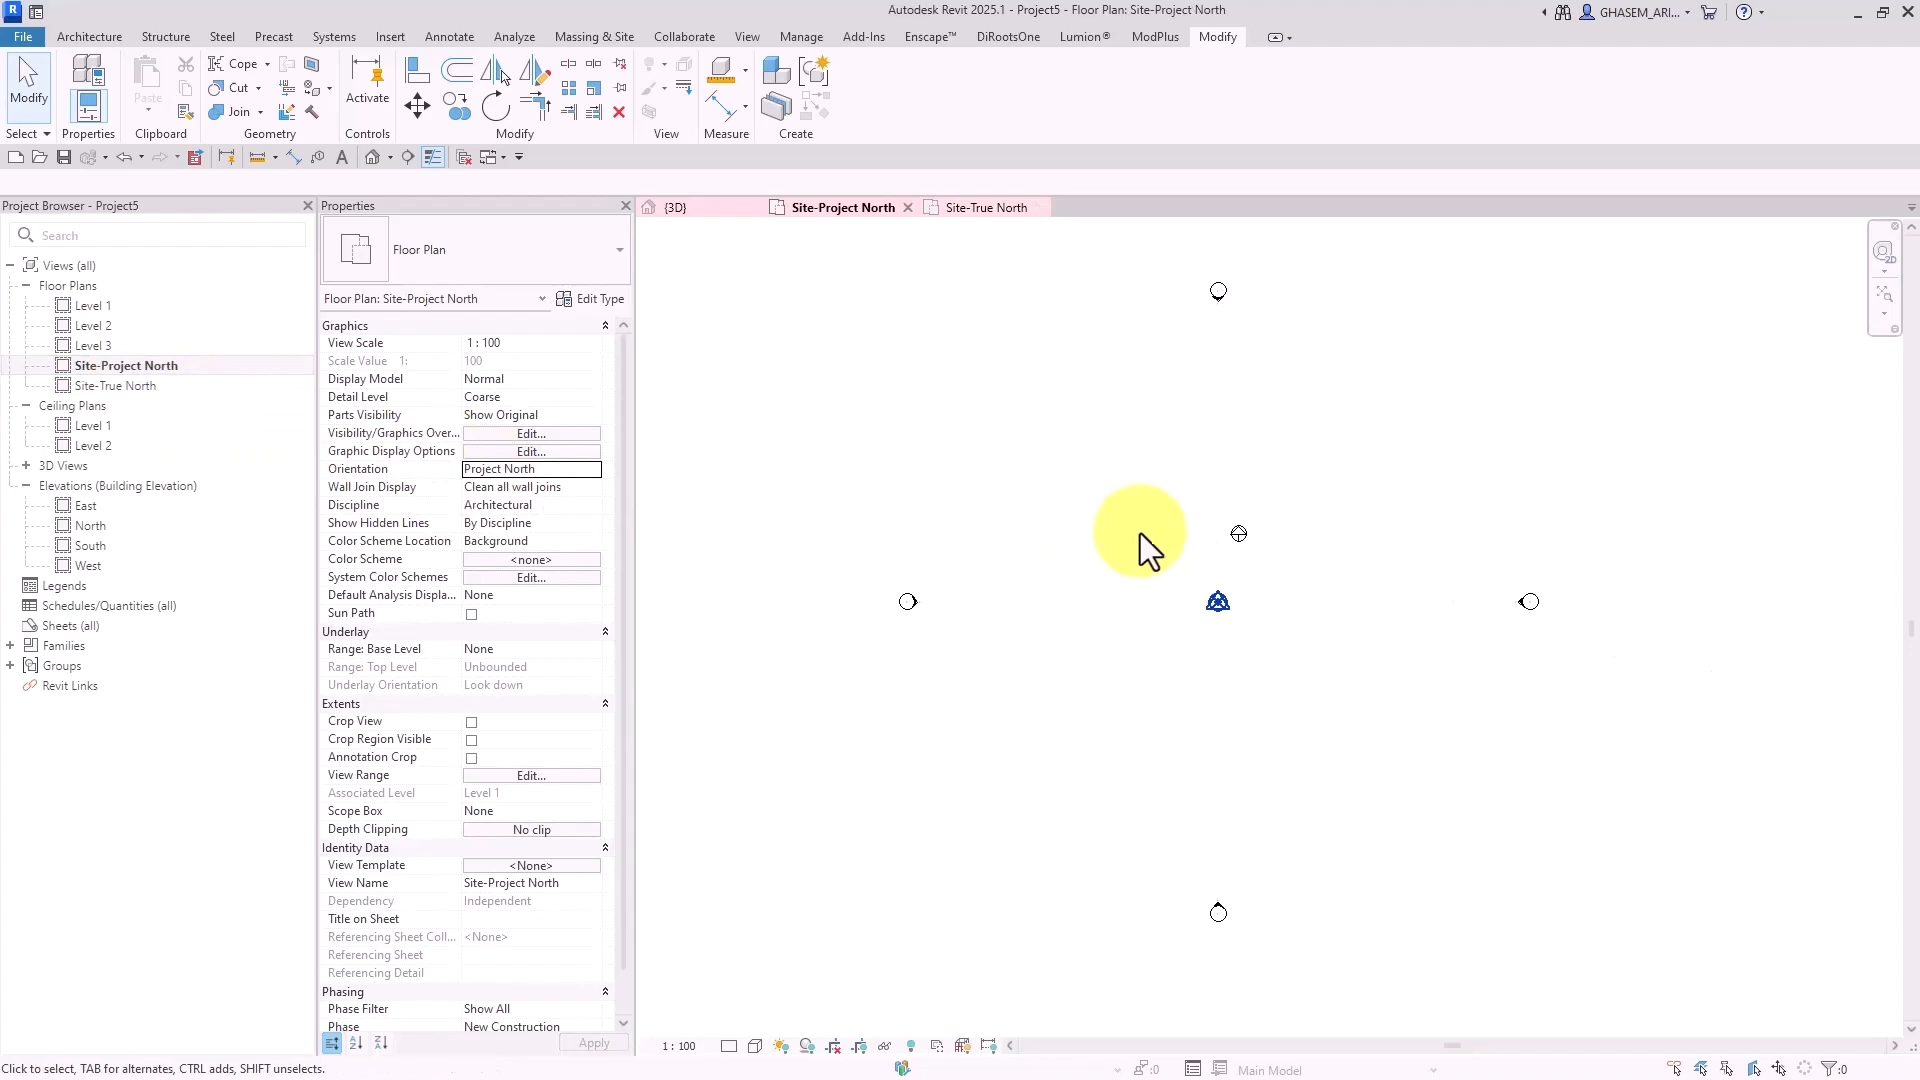 Autodesk Revit 2025.1 - Project5 - Floor Plan: Site-Project North
GHASEM_ARI...
File Architecture Structure Steel Precast Systems Insert Annotate Analyze Massing & Site Collaborate View Manage Add-Ins Enscape™ DiRootsOne Lumion® ModPlus Modify
Modify
Paste
Cope
Cut
Join
Activate
Select Properties Clipboard Geometry Controls Modify View Measure Create
Project Browser - Project5
Search
Views (all)
Floor Plans
Level 1
Level 2
Level 3
Site-Project North
Site-True North
Ceiling Plans
Level 1
Level 2
3D Views
Elevations (Building Elevation)
East
North
South
West
Legends
Schedules/Quantities (all)
Sheets (all)
Families
Groups
Revit Links
Properties
Floor Plan
Floor Plan: Site-Project North Edit Type
Graphics
View Scale 1 : 100
Scale Value 1: 100
Display Model Normal
Detail Level Coarse
Parts Visibility Show Original
Visibility/Graphics Over... Edit...
Graphic Display Options Edit...
Orientation Project North
Wall Join Display Clean all wall joins
Discipline Architectural
Show Hidden Lines By Discipline
Color Scheme Location Background
Color Scheme <none>
System Color Schemes Edit...
Default Analysis Displa... None
Sun Path
Underlay
Range: Base Level None
Range: Top Level Unbounded
Underlay Orientation Look down
Extents
Crop View
Crop Region Visible
Annotation Crop
View Range Edit...
Associated Level Level 1
Scope Box None
Depth Clipping No clip
Identity Data
View Template <None>
View Name Site-Project North
Dependency Independent
Title on Sheet
Referencing Sheet Coll... <None>
Referencing Sheet
Referencing Detail
Phasing
Phase Filter Show All
Phase New Construction
Apply
{3D} Site-Project North Site-True North
2D
1 : 100
Click to select, TAB for alternates, CTRL adds, SHIFT unselects.
:0 Main Model :0